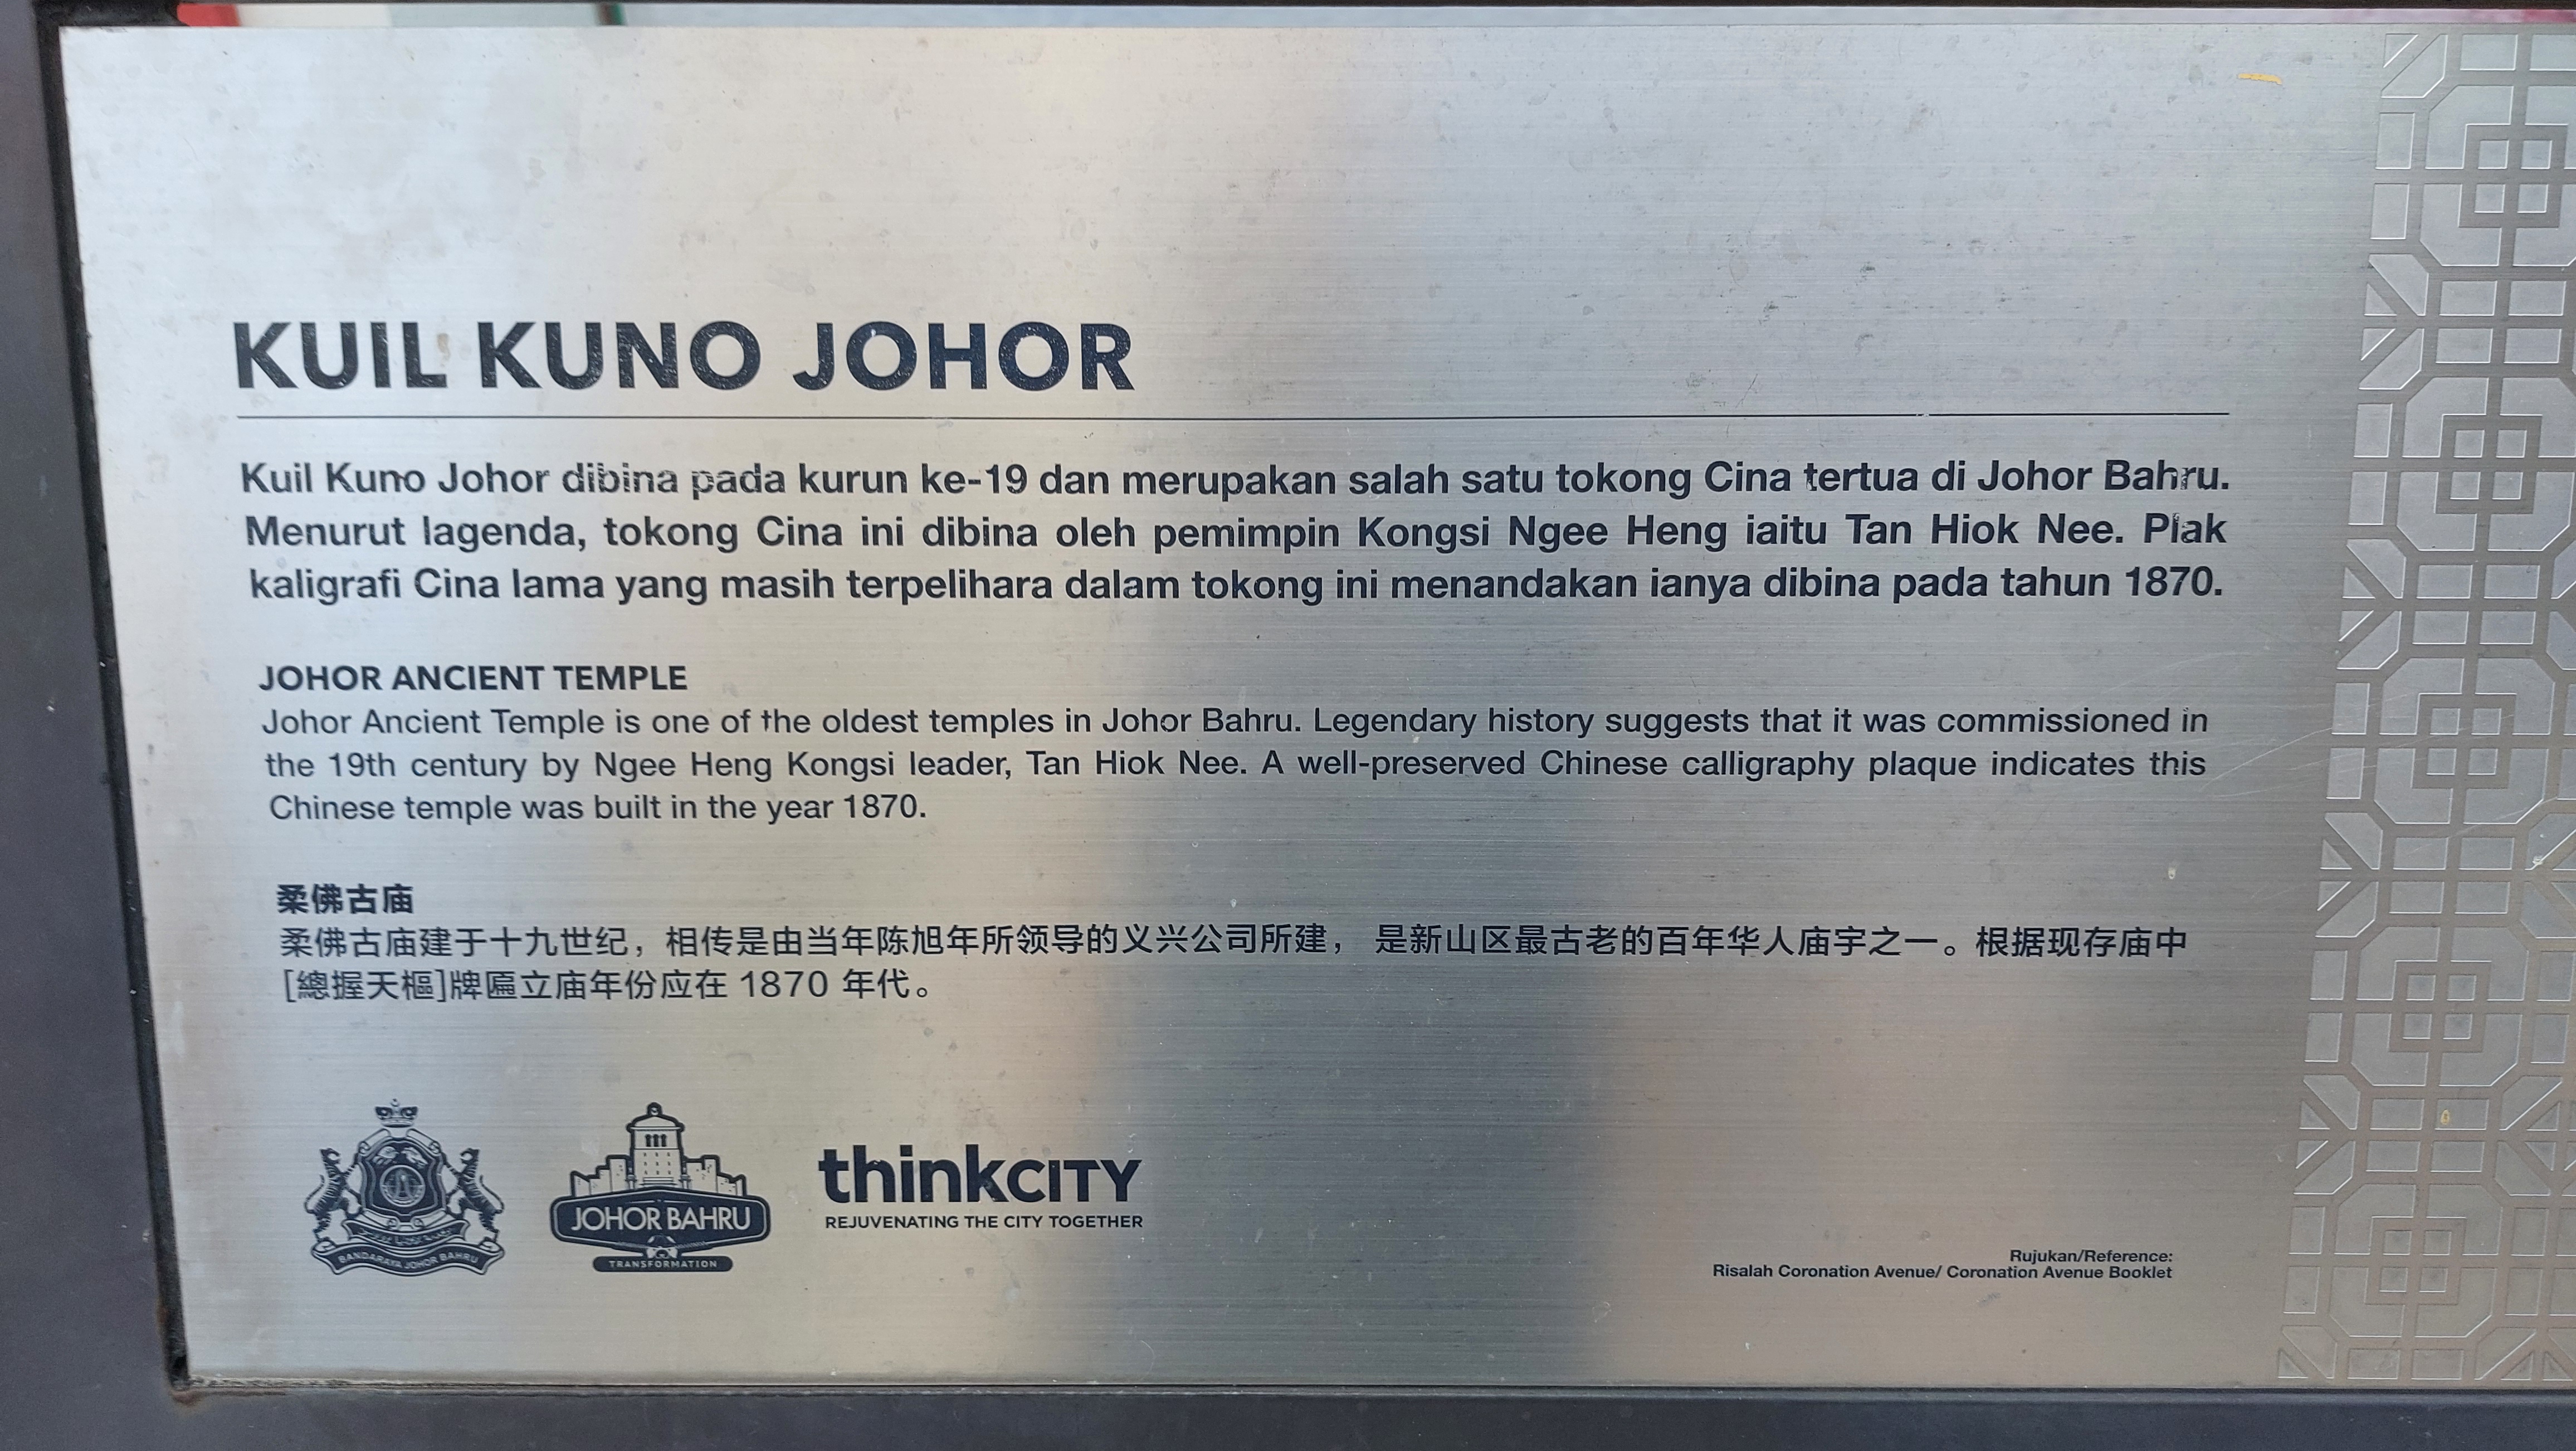 KUIL KUNO JOHOR
Kuil Kuno Johor dibina pada kurun ke-19 dan merupakan salah satu tokong Cina tertua di Johor Bahru.
Menurut lagenda, tokong Cina ini dibina oleh pemimpin Kongsi Ngee Heng iaitu Tan Hiok Nee. Plak
kaligrafi Cina lama yang masih terpelihara dalam tokong ini menandakan ianya dibina pada tahun 1870.
JOHOR ANCIENT TEMPLE
Johor Ancient Temple is one of the oldest temples in Johor Bahru. Legendary history suggests that it was commissioned in
the 19th century by Ngee Heng Kongsi leader, Tan Hiok Nee. A well-preserved Chinese calligraphy plaque indicates this
Chinese temple was built in the year 1870.
柔佛古庙
柔佛古庙建于十九世纪，相传是由当年陈旭年所领导的义兴公司所建， 是新山区最古老的百年华人庙宇之一。根据现存庙中
[總握天樞]牌匾立庙年份应在 1870 年代。
BANDARAYA JOHOR BAHRU
JOHOR BAHRU
TRANSFORMATION
thinkCITY
REJUVENATING THE CITY TOGETHER
Rujukan/Reference:
Risalah Coronation Avenue/ Coronation Avenue Booklet